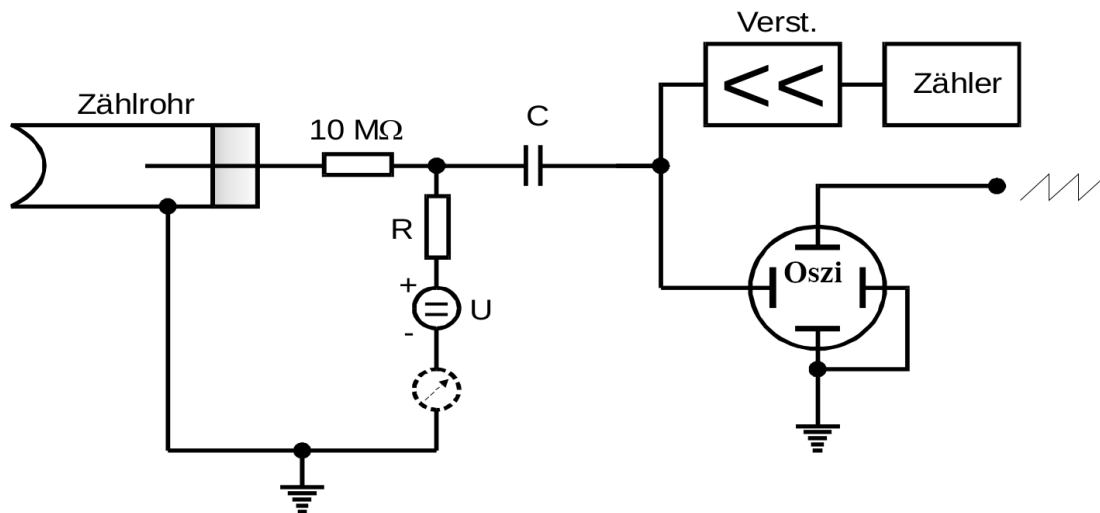 Verst.
Zähler
Zählrohr
10 MΩ
C
R
Oszi
+
U
-